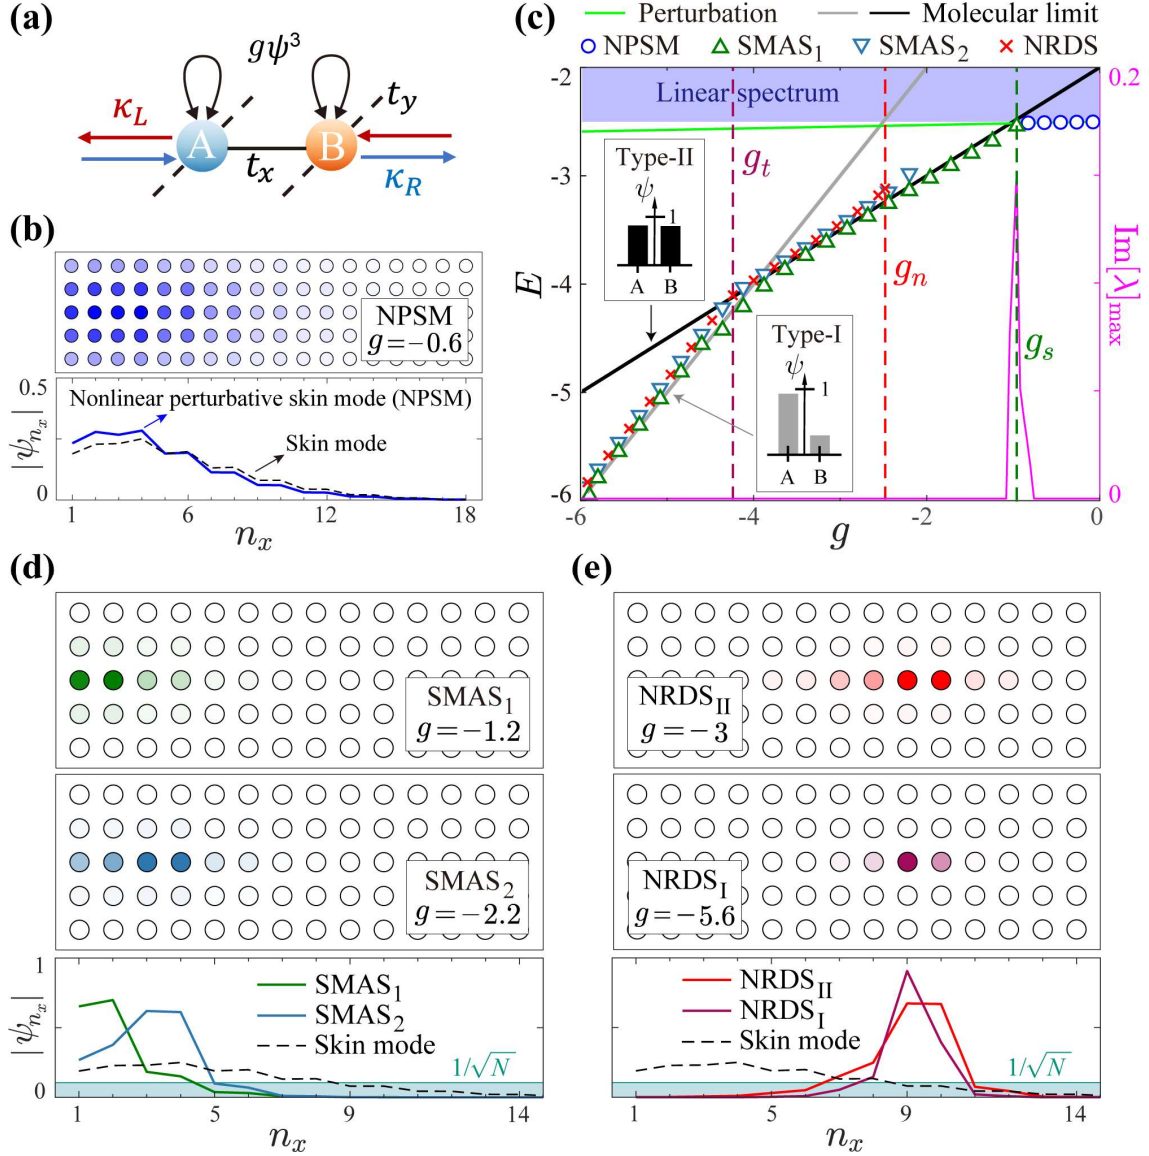 (a)
gψ³
κ_L
A
B
t_y
t_x
κ_R
(b)
NPSM
g=−0.6
0.5
Nonlinear perturbative skin mode (NPSM)
Skin mode
|ψ_{n_x}|
0
1 6 12 18
n_x
(c)
Perturbation
Molecular limit
NPSM SMAS₁ SMAS₂ NRDS
-2
Linear spectrum
0.2
Type-II
ψ
1
A B
g_t
-3
E
g_n
-4
Type-I
ψ
1
A B
g_s
Im[λ]_max
-5
-6
0
-6 -4 -2 0
g
(d)
SMAS₁
g=−1.2
SMAS₂
g=−2.2
1
SMAS₁
SMAS₂
Skin mode
1/√N
|ψ_{n_x}|
0
1 5 9 14
n_x
(e)
NRDS_II
g=−3
NRDS_I
g=−5.6
NRDS_II
NRDS_I
Skin mode
1/√N
1 5 9 14
n_x